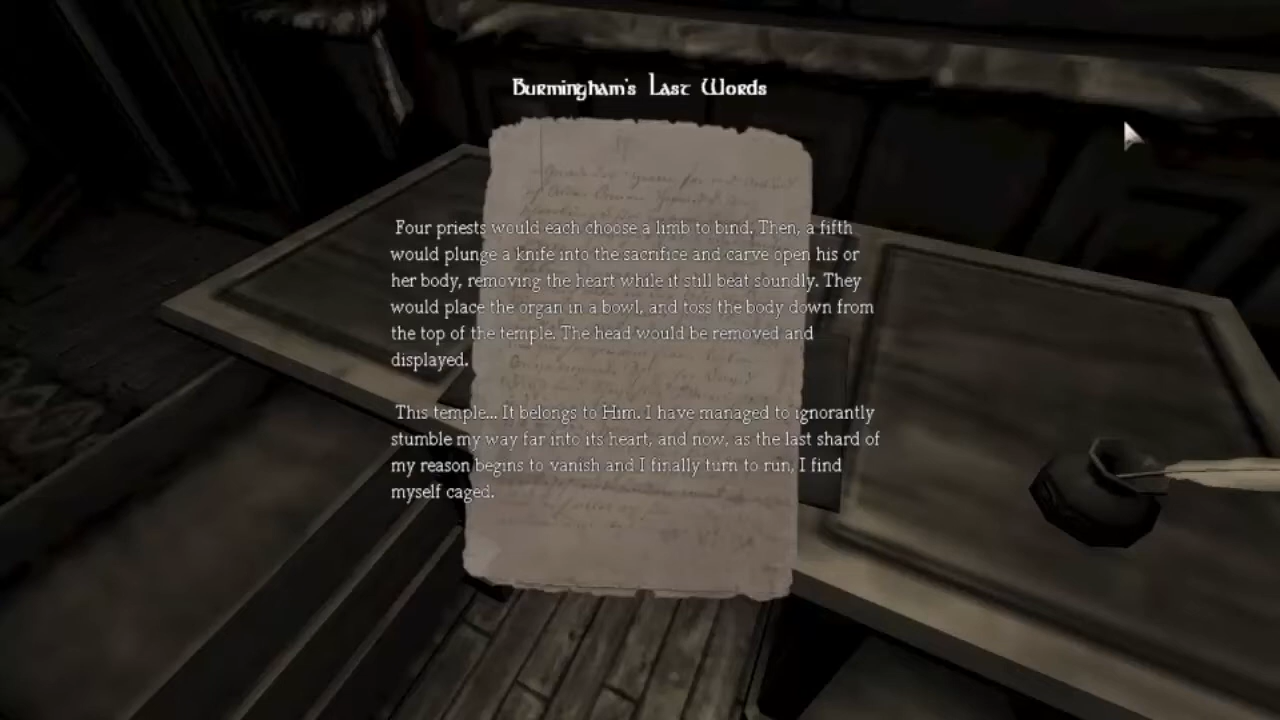 Burmingham's Last Words
Four priests would each choose a limb to bind. Then, a fifth
would plunge a knife into the sacrifice and carve open his or
her body, removing the heart while it still beat soundly. They
would place the organ in a bowl, and toss the body down from
the top of the temple. The head would be removed and
displayed.
This temple... It belongs to Him. I have managed to ignorantly
stumble my way far into its heart, and now, as the last shard of
my reason begins to vanish and I finally turn to run, I find
myself caged.